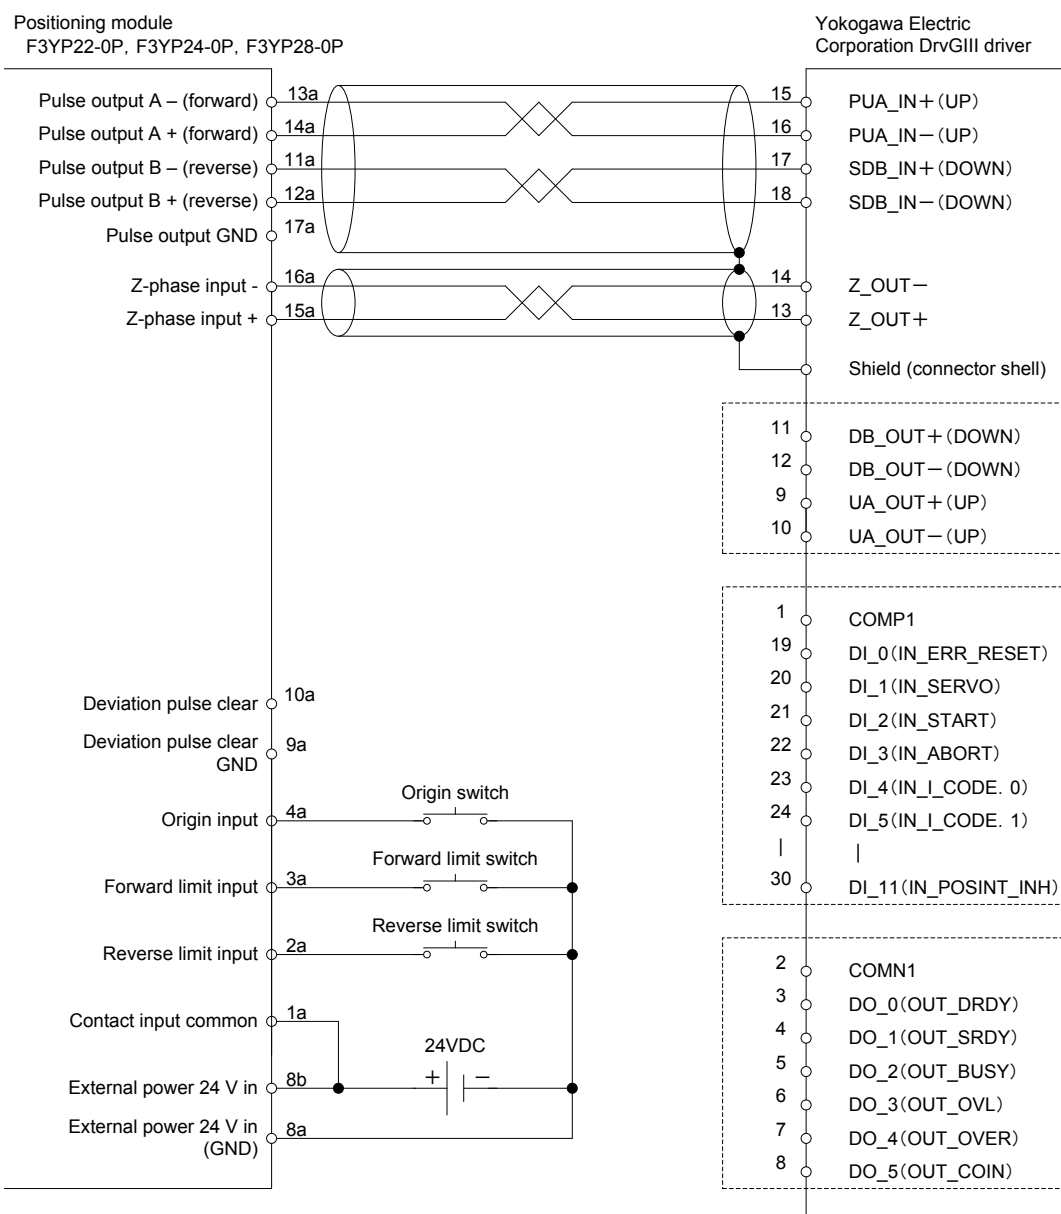 Positioning module
F3YP22-0P, F3YP24-0P, F3YP28-0P
Yokogawa Electric
Corporation DrvGIII driver
Pulse output A – (forward) 13a 15 PUA_IN+(UP)
Pulse output A + (forward) 14a 16 PUA_IN−(UP)
Pulse output B – (reverse) 11a 17 SDB_IN+(DOWN)
Pulse output B + (reverse) 12a 18 SDB_IN−(DOWN)
Pulse output GND 17a
Z-phase input - 16a 14 Z_OUT−
Z-phase input + 15a 13 Z_OUT+
Shield (connector shell)
11 DB_OUT+(DOWN)
12 DB_OUT−(DOWN)
9 UA_OUT+(UP)
10 UA_OUT−(UP)
1 COMP1
19 DI_0(IN_ERR_RESET)
20 DI_1(IN_SERVO)
21 DI_2(IN_START)
22 DI_3(IN_ABORT)
23 DI_4(IN_I_CODE. 0)
24 DI_5(IN_I_CODE. 1)
| |
30 DI_11(IN_POSINT_INH)
Deviation pulse clear 10a
Deviation pulse clear
GND 9a
Origin switch
Origin input 4a
Forward limit switch
Forward limit input 3a
Reverse limit switch
Reverse limit input 2a
Contact input common 1a
24VDC
+ −
External power 24 V in 8b
External power 24 V in
(GND) 8a
2 COMN1
3 DO_0(OUT_DRDY)
4 DO_1(OUT_SRDY)
5 DO_2(OUT_BUSY)
6 DO_3(OUT_OVL)
7 DO_4(OUT_OVER)
8 DO_5(OUT_COIN)